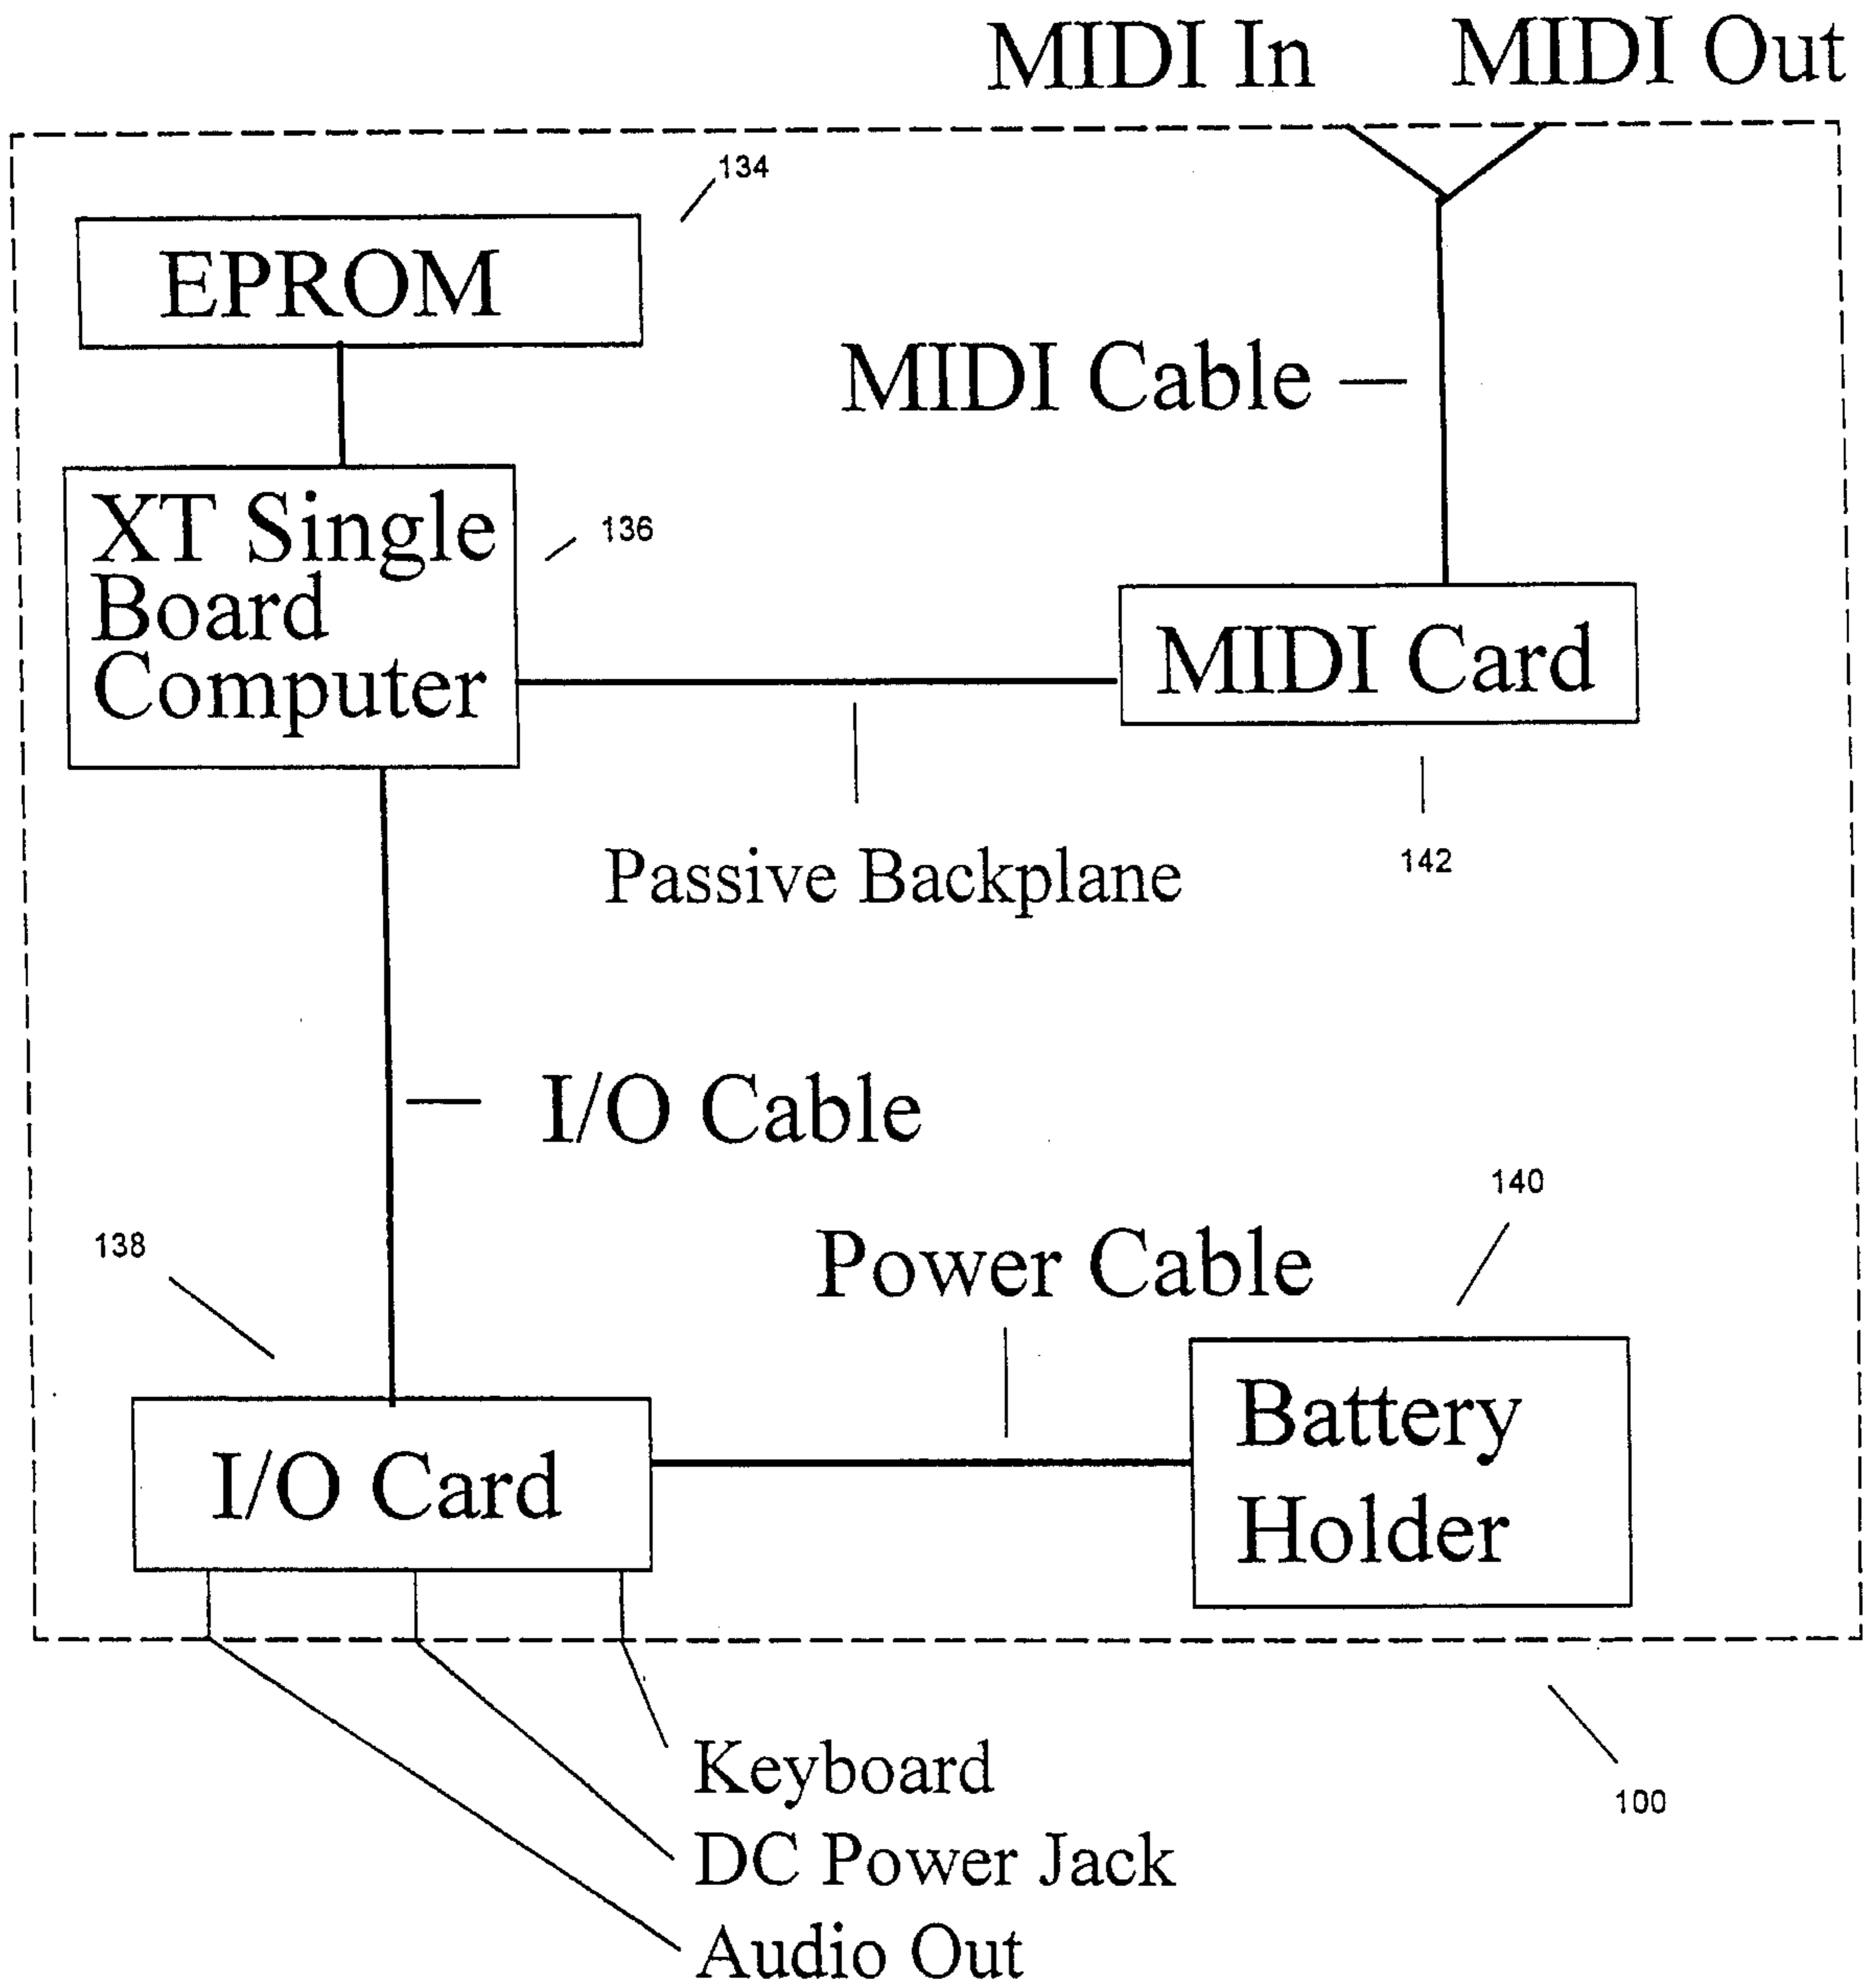 MIDI In
MIDI Out
134
EPROM
MIDI Cable
XT Single
Board
Computer
136
MIDI Card
Passive Backplane
142
I/O Cable
140
138
Power Cable
Battery
Holder
I/O Card
Keyboard
100
DC Power Jack
Audio Out